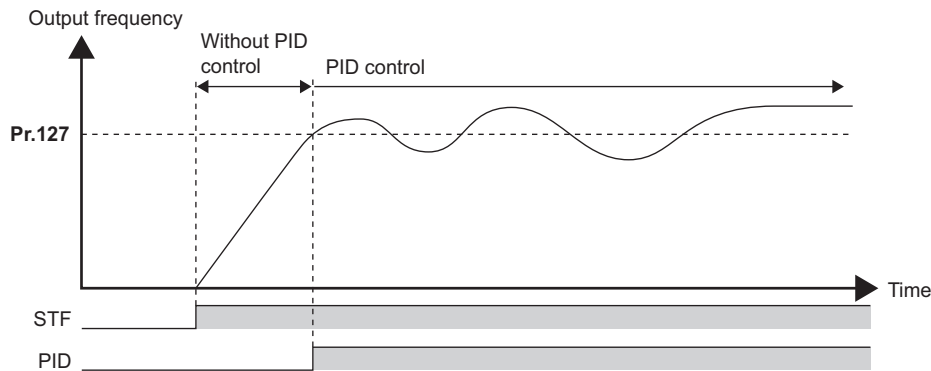 Output frequency
Without PID
control
PID control
Pr.127
Time
STF
PID